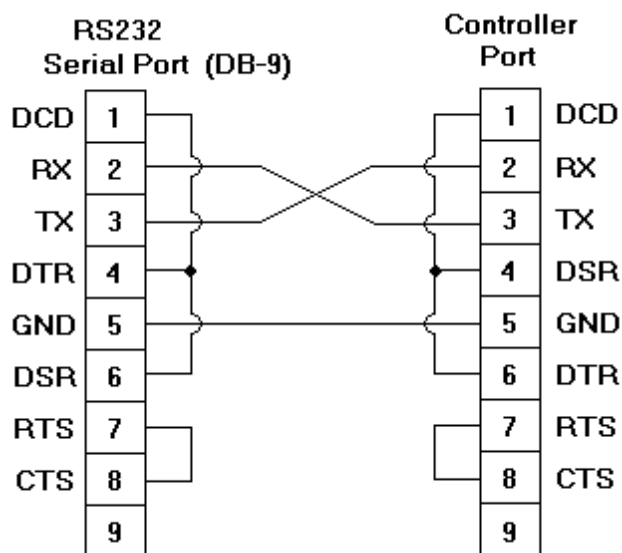 RS232
Serial Port (DB-9)
Controller
Port
DCD 1
RX 2
TX 3
DTR 4
GND 5
DSR 6
RTS 7
CTS 8
9
1 DCD
2 RX
3 TX
4 DSR
5 GND
6 DTR
7 RTS
8 CTS
9